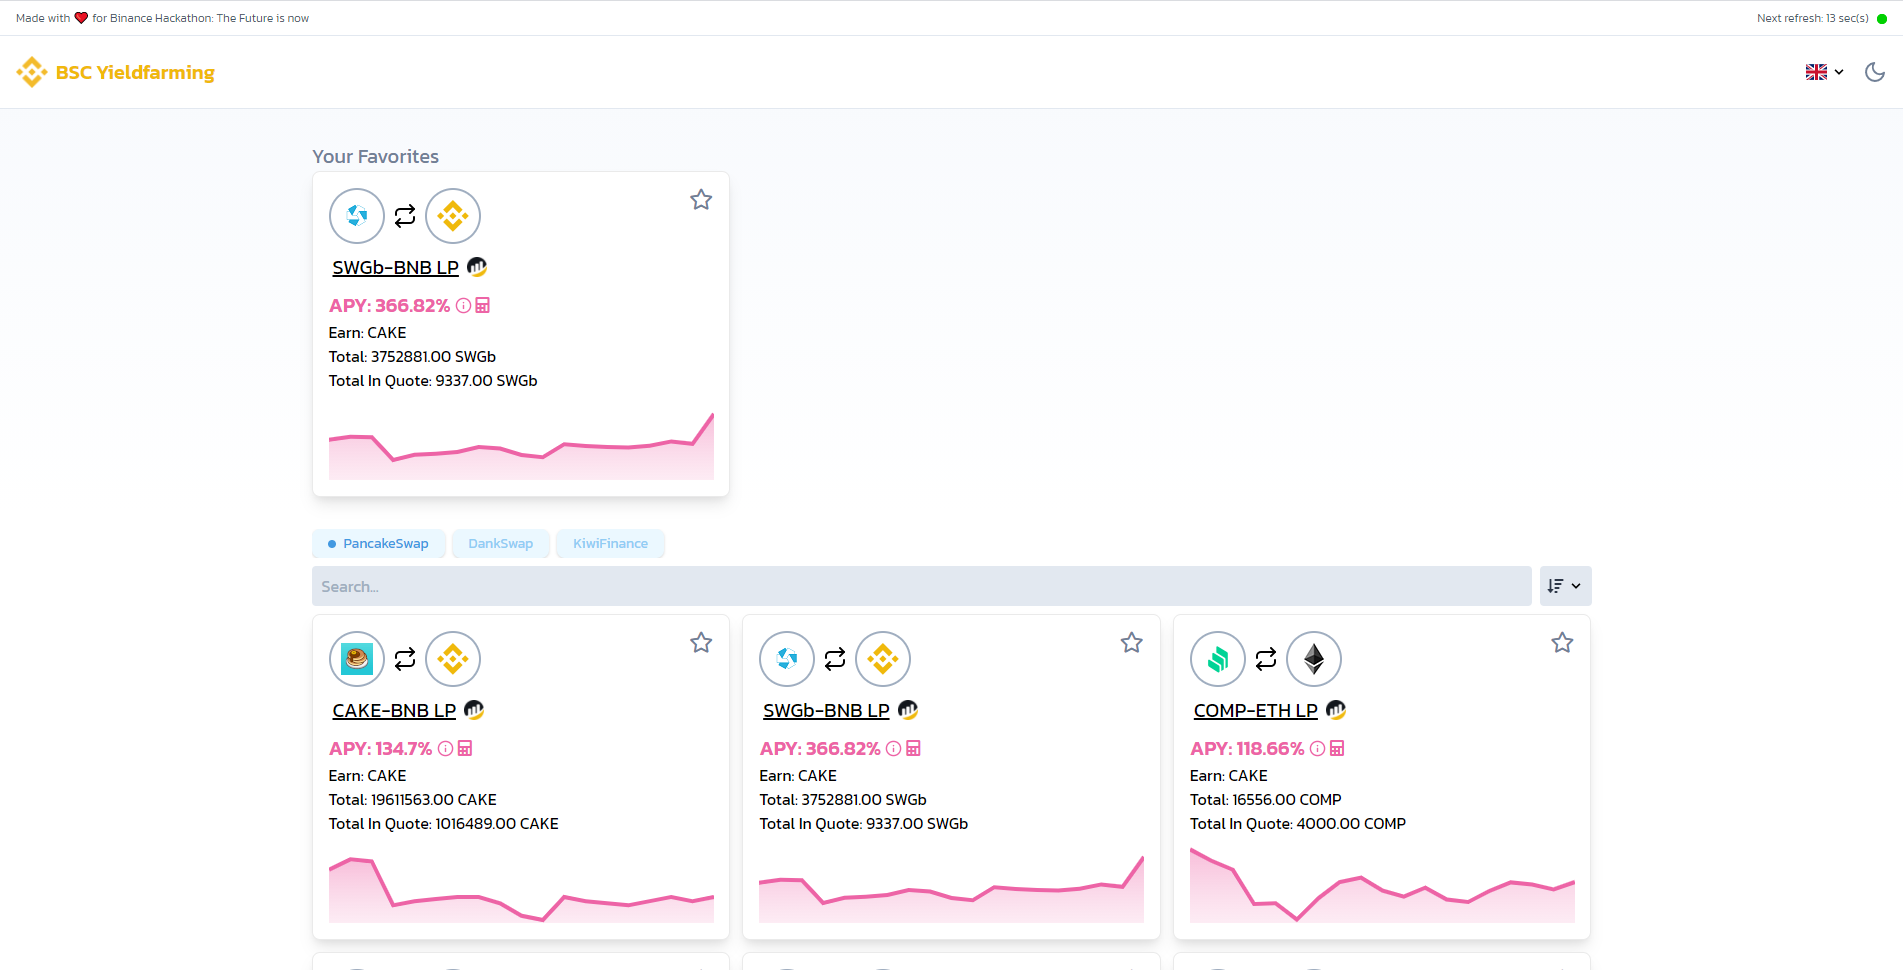 Made with ❤️ for Binance Hackathon: The Future is now
Next refresh: 13 sec(s)
BSC Yieldfarming
Your Favorites
SWGb-BNB LP
APY: 366.82%
Earn: CAKE
Total: 3752881.00 SWGb
Total In Quote: 9337.00 SWGb
PancakeSwap
DankSwap
KiwiFinance
Search...
CAKE-BNB LP
APY: 134.7%
Earn: CAKE
Total: 19611563.00 CAKE
Total In Quote: 1016489.00 CAKE
SWGb-BNB LP
APY: 366.82%
Earn: CAKE
Total: 3752881.00 SWGb
Total In Quote: 9337.00 SWGb
COMP-ETH LP
APY: 118.66%
Earn: CAKE
Total: 16556.00 COMP
Total In Quote: 4000.00 COMP